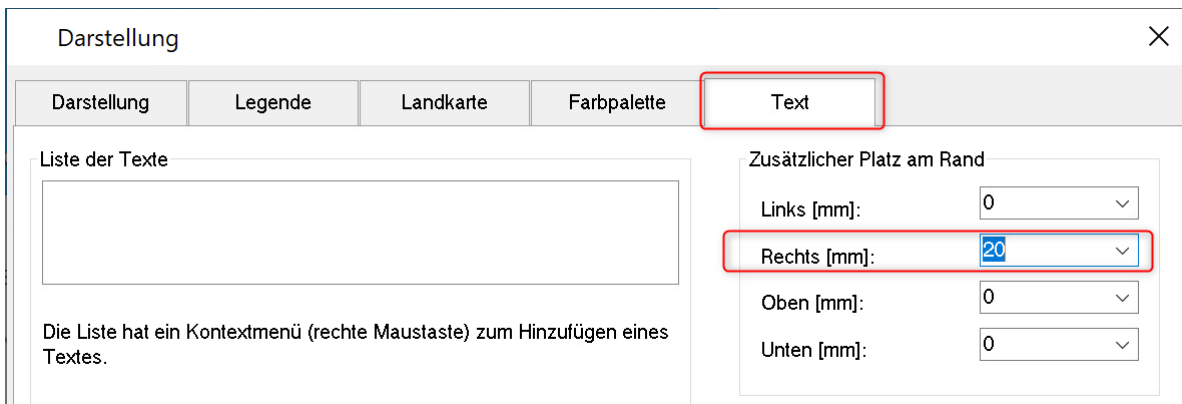 Darstellung
Darstellung Legende Landkarte Farbpalette Text
Liste der Texte
Die Liste hat ein Kontextmenü (rechte Maustaste) zum Hinzufügen eines
Textes.
Zusätzlicher Platz am Rand
Links [mm]: 0
Rechts [mm]: 20
Oben [mm]: 0
Unten [mm]: 0